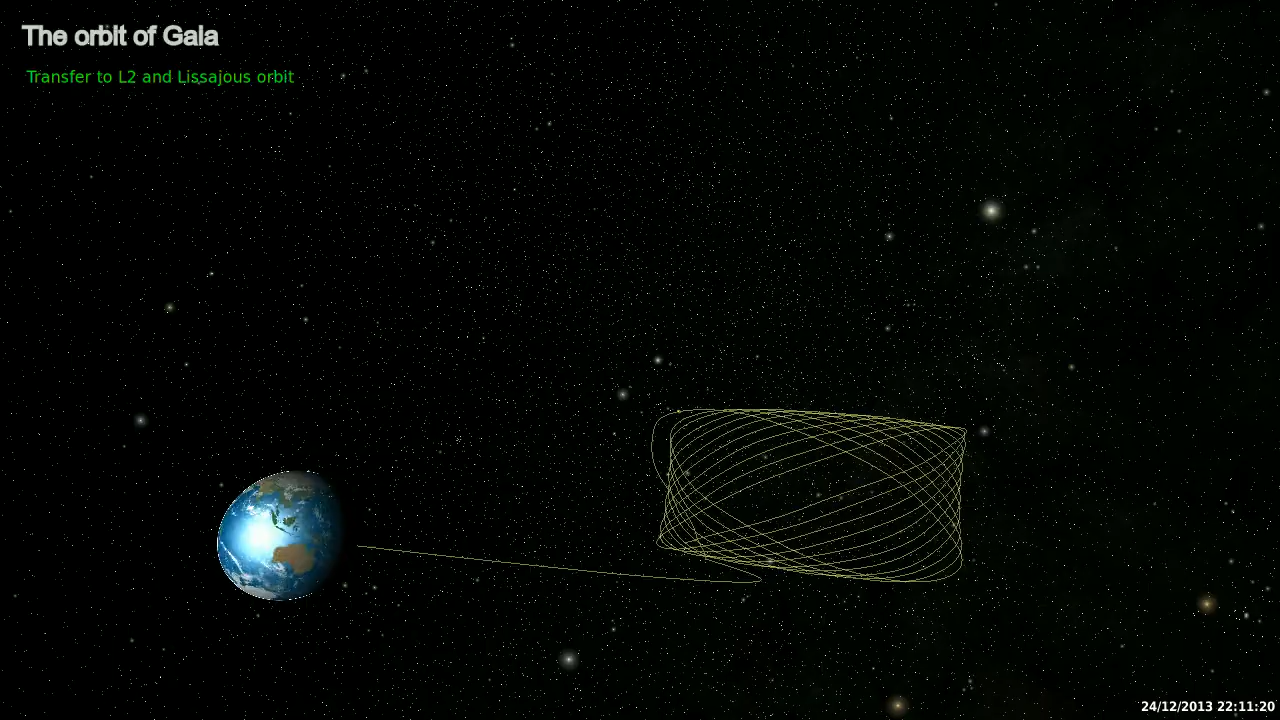 The orbit of Gaia
Transfer to L2 and Lissajous orbit
24/12/2013 22:11:20